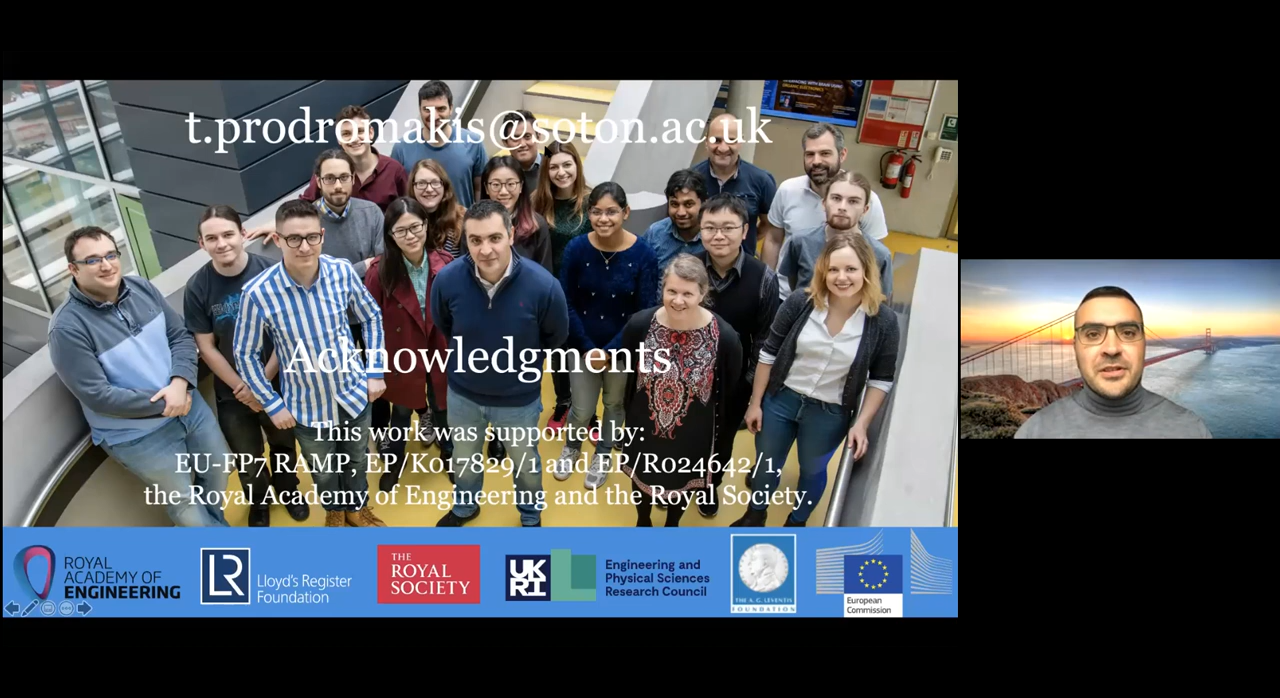 t.prodromakis@soton.ac.uk
Acknowledgments
This work was supported by:
EU-FP7 RAMP, EP/K017829/1 and EP/R024642/1,
the Royal Academy of Engineering and the Royal Society.
ROYAL
ACADEMY OF
ENGINEERING
LR
Lloyd's Register
Foundation
THE
ROYAL
SOCIETY
UK
RI
Engineering and
Physical Sciences
Research Council
THE A. G. LEVENTIS
FOUNDATION
European
Commission